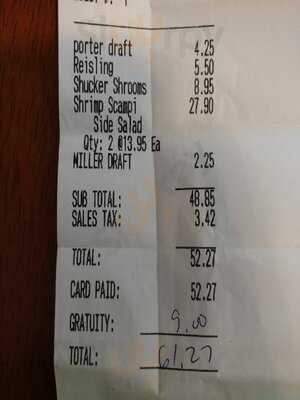 porter draft 4.25
Reisling 5.50
Shucker Shrooms 8.95
Shrimp Scampi 27.90
Side Salad
Qty: 2 @13.95 Ea
MILLER DRAFT 2.25
SUB TOTAL: 48.85
SALES TAX: 3.42
TOTAL: 52.27
CARD PAID: 52.27
GRATUITY: 9.00
TOTAL: 61.27